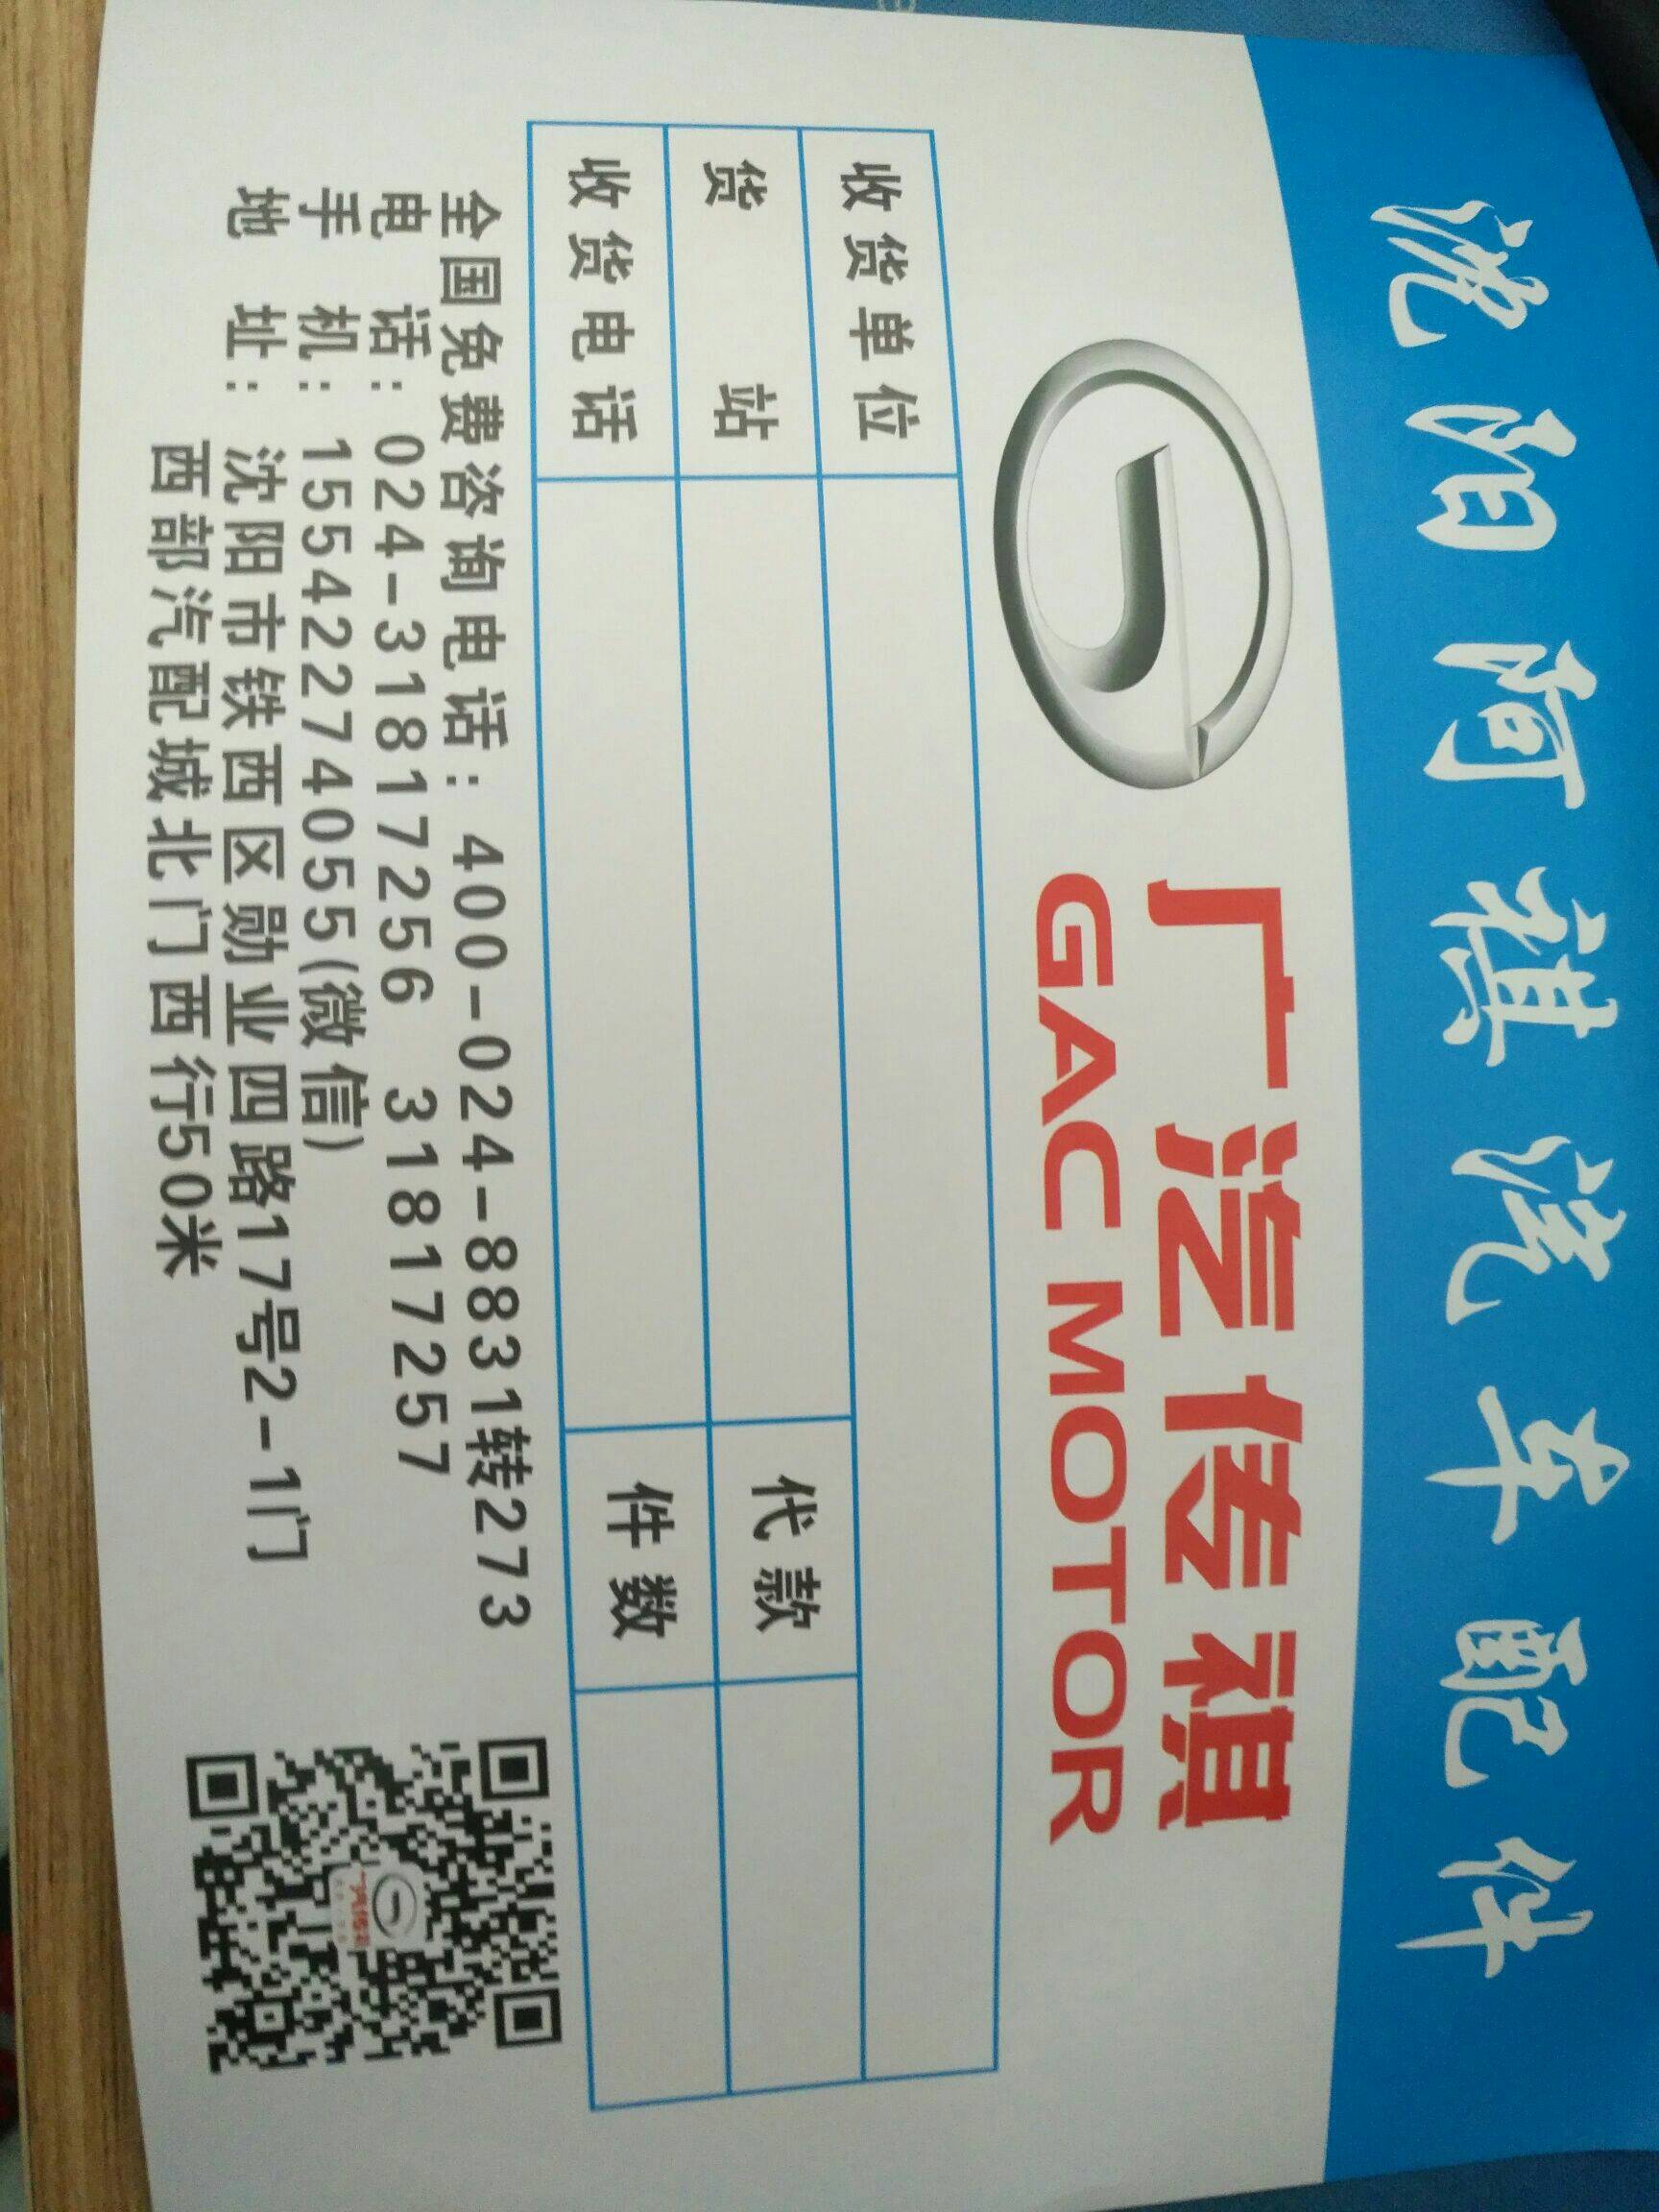 沈阳阿祺汽车配件
广汽传祺
GAC MOTOR
收货单位
货 站
代款
收货电话
件数
全国免费咨询电话：400-024-8831转273
电 话：024-31817256 31817257
手 机：15542274055(微信)
地 址：沈阳市铁西区勋业四路17号2-1门
西部汽配城北门西行50米